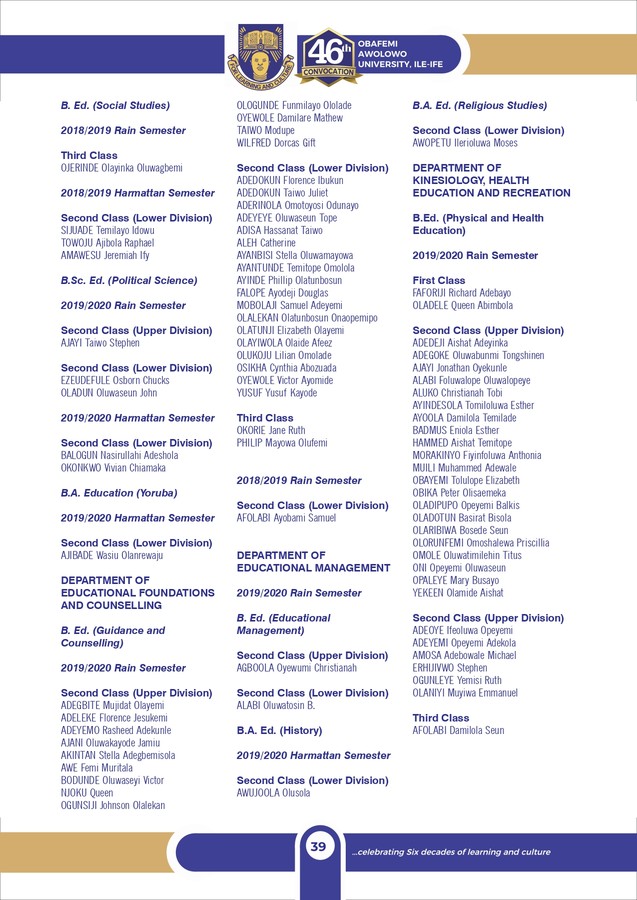 FOR LEARNING AND CULTURE
46th
CONVOCATION
OBAFEMI
AWOLOWO
UNIVERSITY, ILE-IFE
B. Ed. (Social Studies)
2018/2019 Rain Semester
Third Class
OJERINDE Olayinka Oluwagbemi
2018/2019 Harmattan Semester
Second Class (Lower Division)
SIJUADE Temilayo Idowu
TOWOJU Ajibola Raphael
AMAWESU Jeremiah Ify
B.Sc. Ed. (Political Science)
2019/2020 Rain Semester
Second Class (Upper Division)
AJAYI Taiwo Stephen
Second Class (Lower Division)
EZEUDEFULE Osborn Chucks
OLADUN Oluwaseun John
2019/2020 Harmattan Semester
Second Class (Lower Division)
BALOGUN Nasirullahi Adeshola
OKONKWO Vivian Chiamaka
B.A. Education (Yoruba)
2019/2020 Harmattan Semester
Second Class (Lower Division)
AJIBADE Wasiu Olanrewaju
DEPARTMENT OF
EDUCATIONAL FOUNDATIONS
AND COUNSELLING
B. Ed. (Guidance and
Counselling)
2019/2020 Rain Semester
Second Class (Upper Division)
ADEGBITE Mujidat Olayemi
ADELEKE Florence Jesukemi
ADEYEMO Rasheed Adekunle
AJANI Oluwakayode Jamiu
AKINTAN Stella Adegbemisola
AWE Femi Muritala
BODUNDE Oluwaseyi Victor
NJOKU Queen
OGUNSIJI Johnson Olalekan
OLOGUNDE Funmilayo Ololade
OYEWOLE Damilare Mathew
TAIWO Modupe
WILFRED Dorcas Gift
Second Class (Lower Division)
ADEDOKUN Florence Ibukun
ADEDOKUN Taiwo Juliet
ADERINOLA Omotoyosi Odunayo
ADEYEYE Oluwaseun Tope
ADISA Hassanat Taiwo
ALEH Catherine
AYANBISI Stella Oluwamayowa
AYANTUNDE Temitope Omolola
AYINDE Phillip Olatunbosun
FALOPE Ayodeji Douglas
MOBOLAJI Samuel Adeyemi
OLALEKAN Olatunbosun Onaopemipo
OLATUNJI Elizabeth Olayemi
OLAYIWOLA Olaide Afeez
OLUKOJU Lilian Omolade
OSIKHA Cynthia Abozuada
OYEWOLE Victor Ayomide
YUSUF Yusuf Kayode
Third Class
OKORIE Jane Ruth
PHILIP Mayowa Olufemi
2018/2019 Rain Semester
Second Class (Lower Division)
AFOLABI Ayobami Samuel
DEPARTMENT OF
EDUCATIONAL MANAGEMENT
2019/2020 Rain Semester
B. Ed. (Educational
Management)
Second Class (Upper Division)
AGBOOLA Oyewumi Christianah
Second Class (Lower Division)
ALABI Oluwatosin B.
B.A. Ed. (History)
2019/2020 Harmattan Semester
Second Class (Lower Division)
AWUJOOLA Olusola
B.A. Ed. (Religious Studies)
Second Class (Lower Division)
AWOPETU Ilerioluwa Moses
DEPARTMENT OF
KINESIOLOGY, HEALTH
EDUCATION AND RECREATION
B.Ed. (Physical and Health
Education)
2019/2020 Rain Semester
First Class
FAFORIJI Richard Adebayo
OLADELE Queen Abimbola
Second Class (Upper Division)
ADEDEJI Aishat Adeyinka
ADEGOKE Oluwabunmi Tongshinen
AJAYI Jonathan Oyekunle
ALABI Foluwalope Oluwalopeye
ALUKO Christianah Tobi
AYINDESOLA Tomiloluwa Esther
AYOOLA Damilola Temilade
BADMUS Eniola Esther
HAMMED Aishat Temitope
MORAKINYO Fiyinfoluwa Anthonia
MUILI Muhammed Adewale
OBAYEMI Tolulope Elizabeth
OBIKA Peter Olisaemeka
OLADIPUPO Opeyemi Balkis
OLADOTUN Basirat Bisola
OLARIBIWA Bosede Seun
OLORUNFEMI Omoshalewa Priscillia
OMOLE Oluwatimilehin Titus
ONI Opeyemi Oluwaseun
OPALEYE Mary Busayo
YEKEEN Olamide Aishat
Second Class (Upper Division)
ADEOYE Ifeoluwa Opeyemi
ADEYEMI Opeyemi Adekola
AMOSA Adebowale Michael
ERHIJIVWO Stephen
OGUNLEYE Yemisi Ruth
OLANIYI Muyiwa Emmanuel
Third Class
AFOLABI Damilola Seun
39
...celebrating Six decades of learning and culture